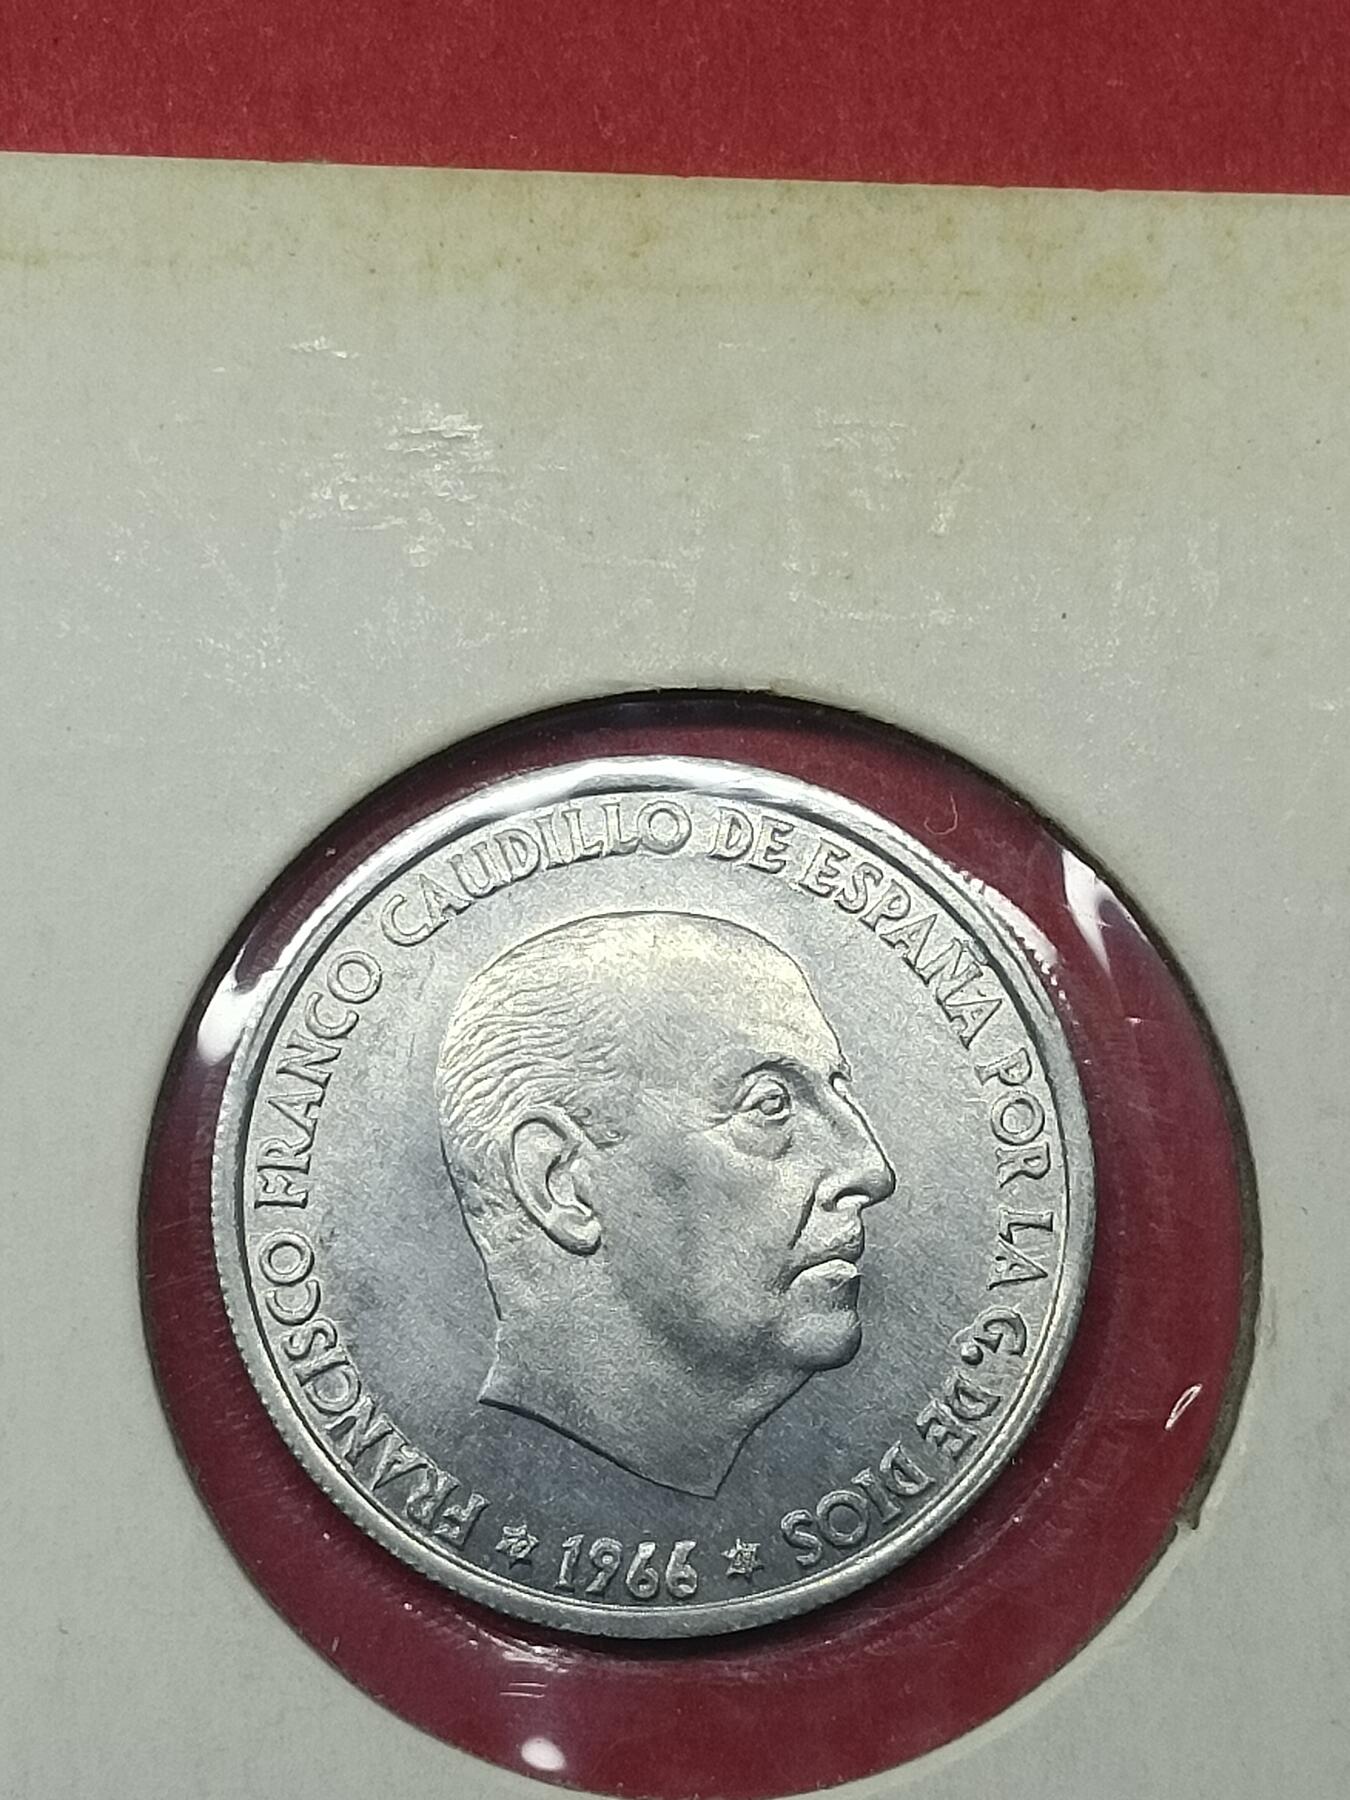 FRANCISCO FRANCO CAUDILLO DE ESPAÑA POR LA G. DE DIOS
1966